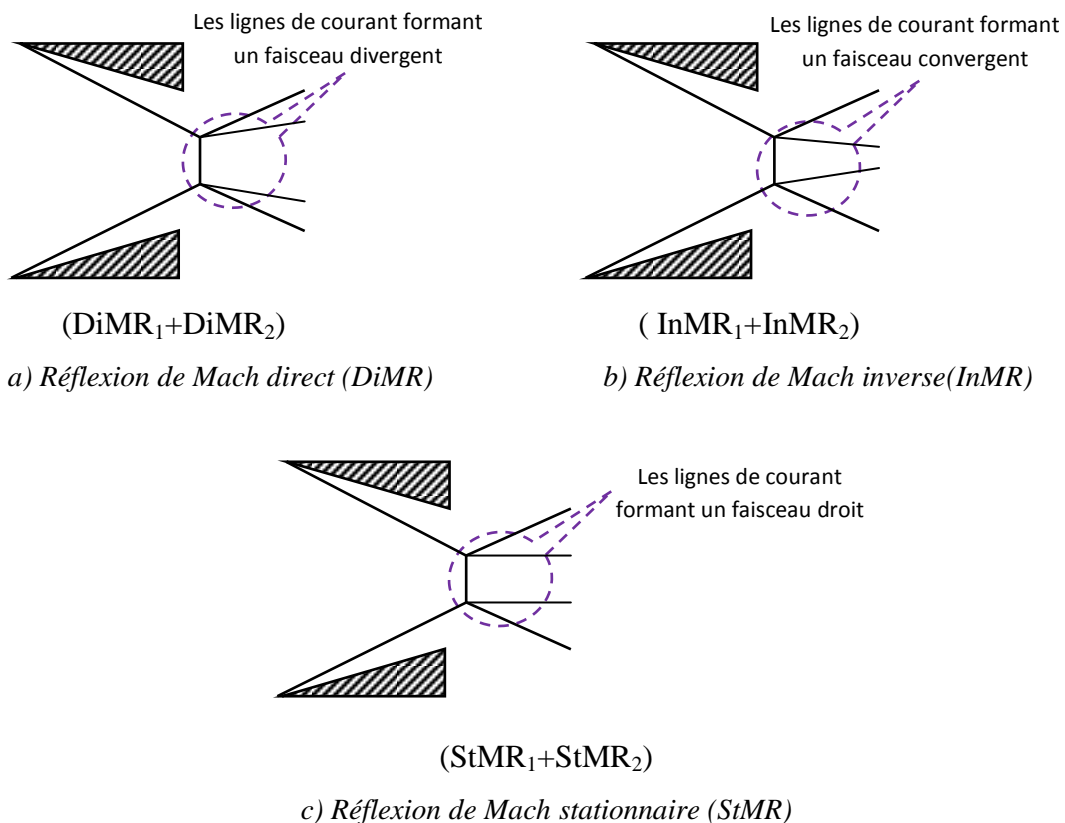 Les lignes de courant formant
un faisceau divergent
Les lignes de courant formant
un faisceau convergent
(DiMR₁+DiMR₂)
( InMR₁+InMR₂)
a) Réflexion de Mach direct (DiMR)
b) Réflexion de Mach inverse(InMR)
Les lignes de courant
formant un faisceau droit
(StMR₁+StMR₂)
c) Réflexion de Mach stationnaire (StMR)